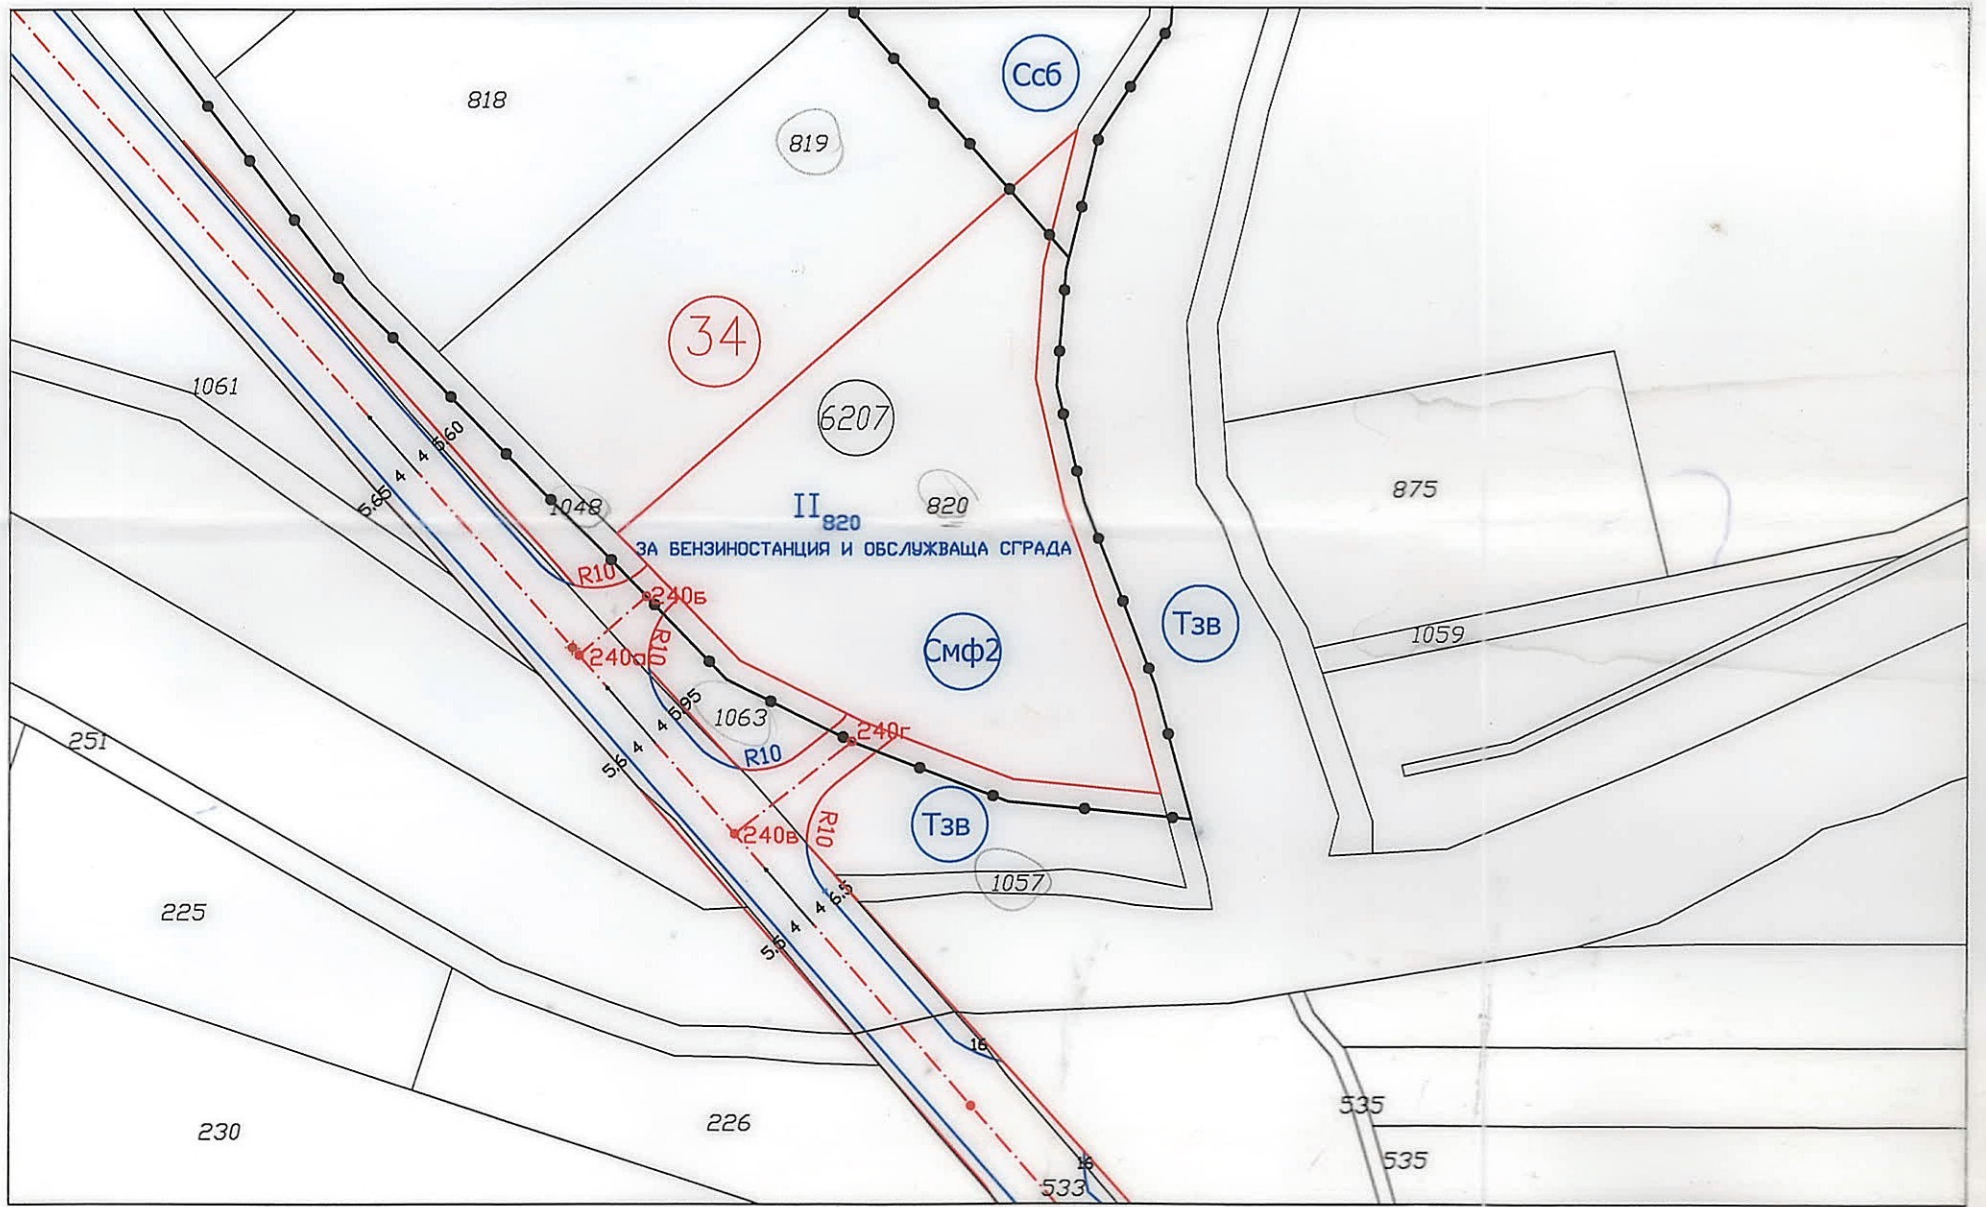 Ссб
818
819
34
1061
6207
5.60
4
4
5.65
875
1048
820
II820
ЗА БЕНЗИНОСТАНЦИЯ И ОБСЛУЖВАЩА СГРАДА
R10
240б
Тзв
1059
R10
240а
Смф2
5.95
4
4
5.6
1063
240г
251
R10
Тзв
R10
240в
1057
6.5
4
4
5.5
225
16
535
226
230
16
535
533